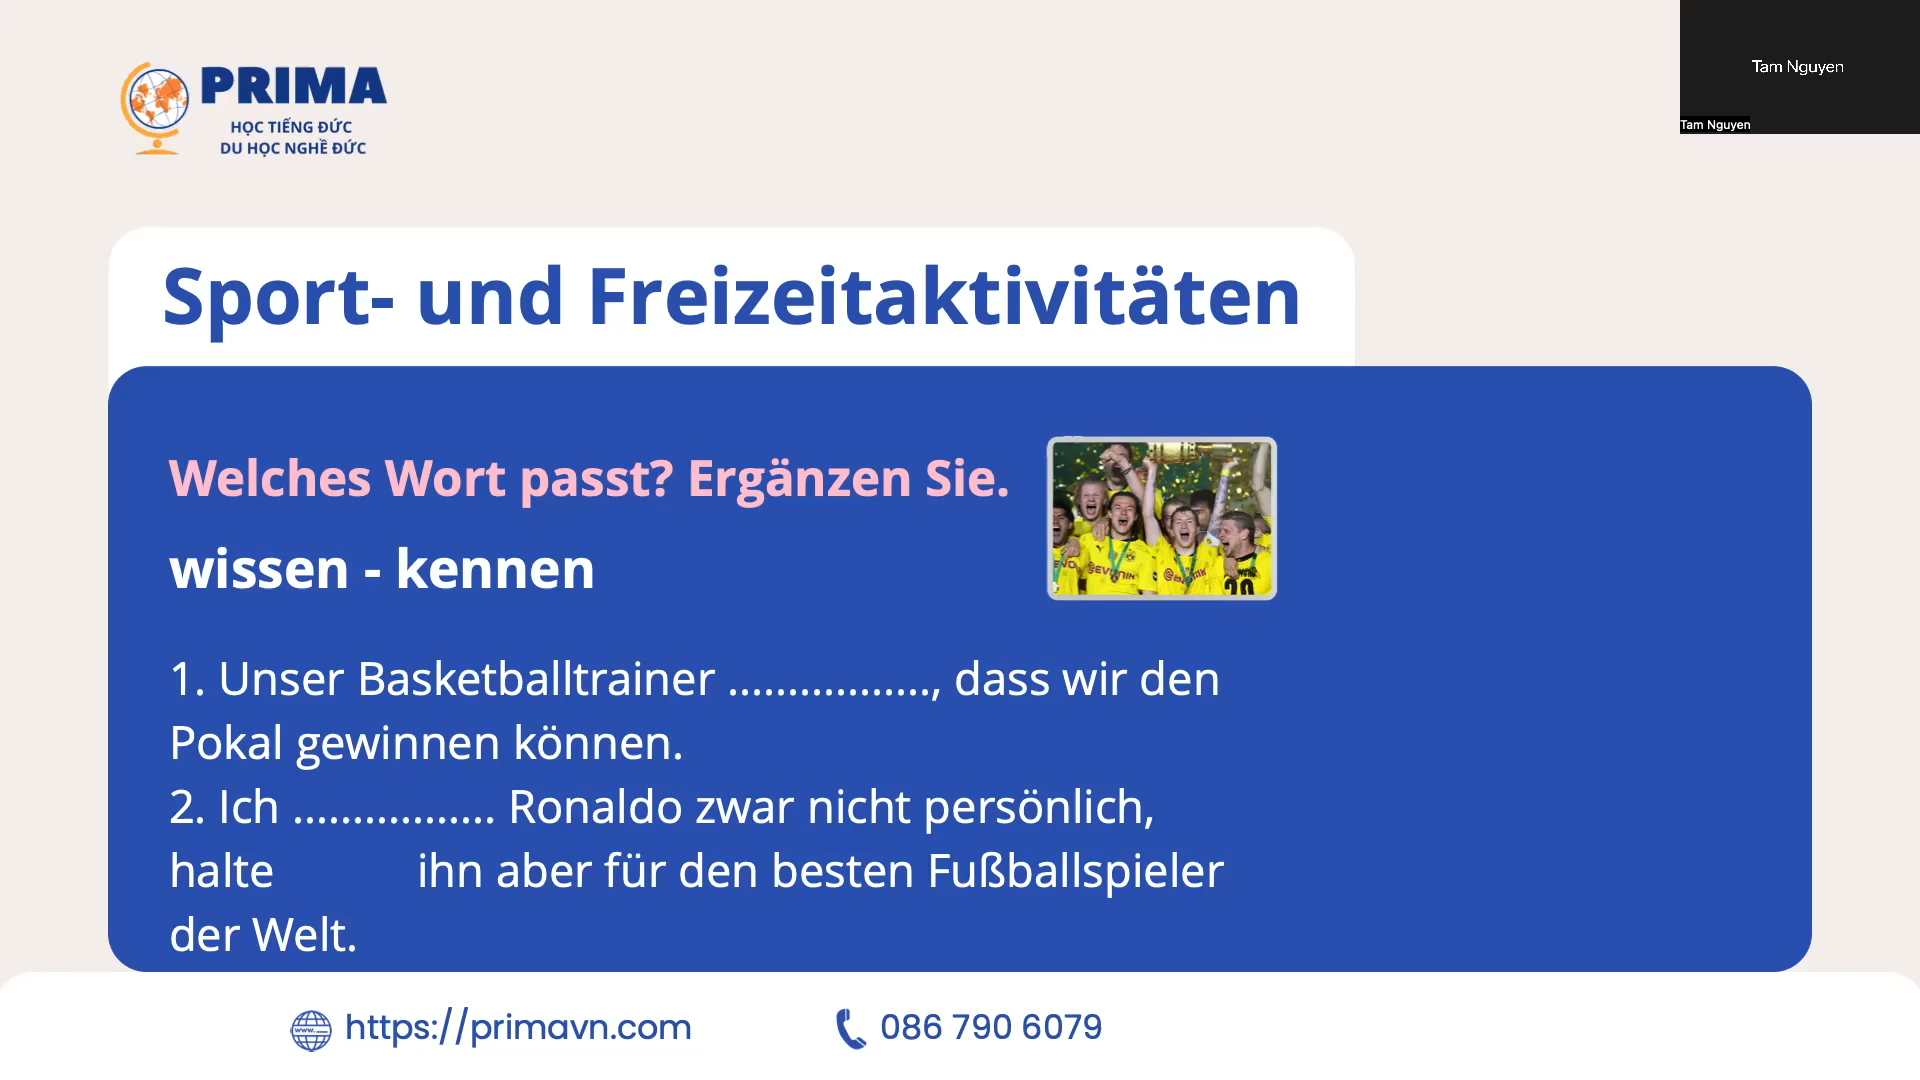 PRIMA
HỌC TIẾNG ĐỨC
DU HỌC NGHỀ ĐỨC
Tam Nguyen
Tam Nguyen
Sport- und Freizeitaktivitäten
Welches Wort passt? Ergänzen Sie.
wissen - kennen
1. Unser Basketballtrainer ................., dass wir den
Pokal gewinnen können.
2. Ich ................. Ronaldo zwar nicht persönlich,
halte ihn aber für den besten Fußballspieler
der Welt.
www
https://primavn.com
086 790 6079